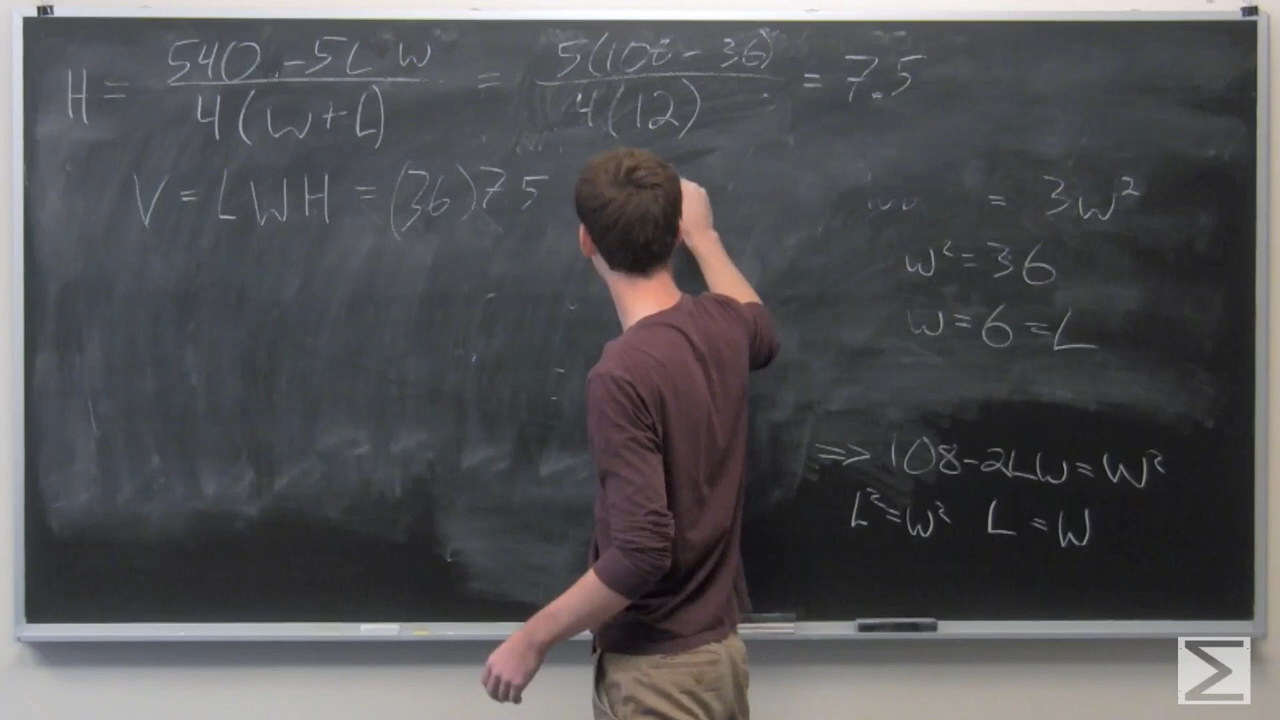 H = (540 - 5LW)/(4(W+L)) = 5(108 - 36)/(4(12)) = 7.5
V = LWH = (36)7.5
= 3W²
W² = 36
W = 6 = L
=> 108-2LW = W²
L² = W² L = W
Σ